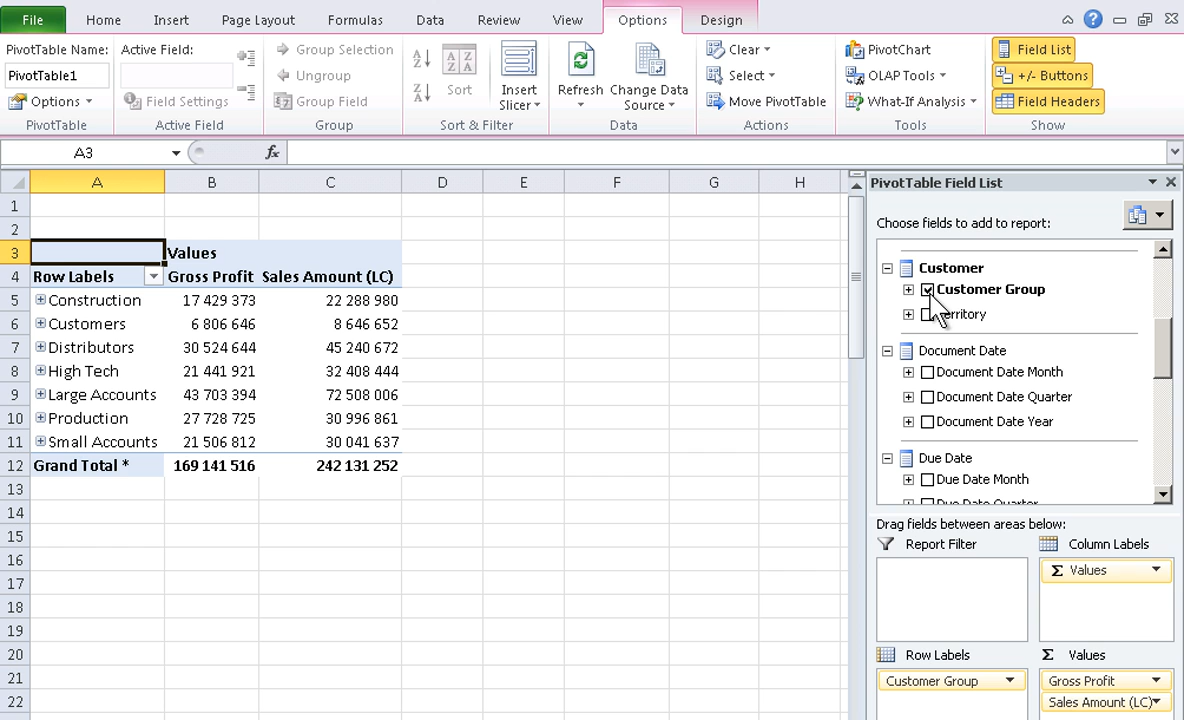 File Home Insert Page Layout Formulas Data Review View Options Design
PivotTable Name: Active Field: Group Selection Clear PivotChart Field List
PivotTable1 Ungroup Select OLAP Tools +/- Buttons
Options Field Settings Group Field Sort Insert Slicer Refresh Change Data Source Move PivotTable What-If Analysis Field Headers
PivotTable Active Field Group Sort & Filter Data Actions Tools Show
A3 fx
A B C D E F G H
1
2
3 Values
4 Row Labels Gross Profit Sales Amount (LC)
5 Construction 17 429 373 22 288 980
6 Customers 6 806 646 8 646 652
7 Distributors 30 524 644 45 240 672
8 High Tech 21 441 921 32 408 444
9 Large Accounts 43 703 394 72 508 006
10 Production 27 728 725 30 996 861
11 Small Accounts 21 506 812 30 041 637
12 Grand Total * 169 141 516 242 131 252
13
14
15
16
17
18
19
20
21
22
PivotTable Field List
Choose fields to add to report:
Customer
Customer Group
Document Date
Document Date Month
Document Date Quarter
Document Date Year
Due Date
Due Date Month
Due Date Quarter
Drag fields between areas below:
Report Filter Column Labels
Σ Values
Row Labels Σ Values
Customer Group Gross Profit
Sales Amount (LC)